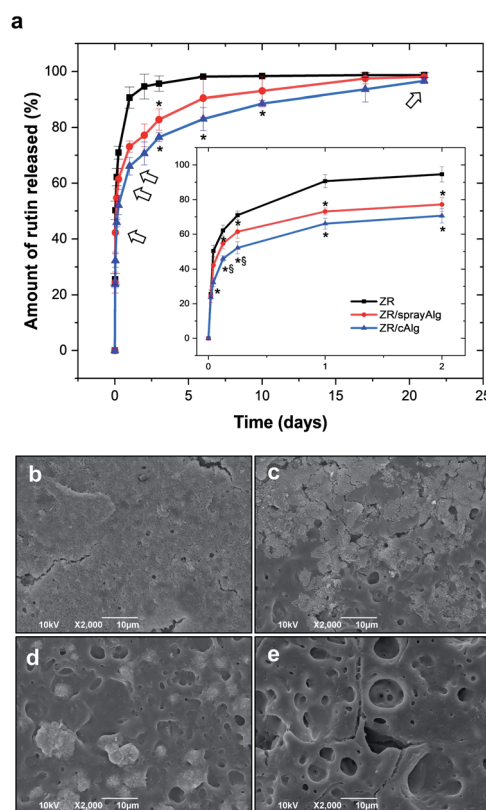 a
Amount of rutin released (%)
100
80
60
40
20
0
*
*
*
*
80
60
40
20
0
*
*
*
*
*
*§
*§
*
*
*
ZR
ZR/sprayAlg
ZR/cAlg
0
1
2
0
5
10
15
20
25
Time (days)
b
10kV X2,000 10µm
c
10kV X2,000 10µm
d
10kV X2,000 10µm
e
10kV X2,000 10µm